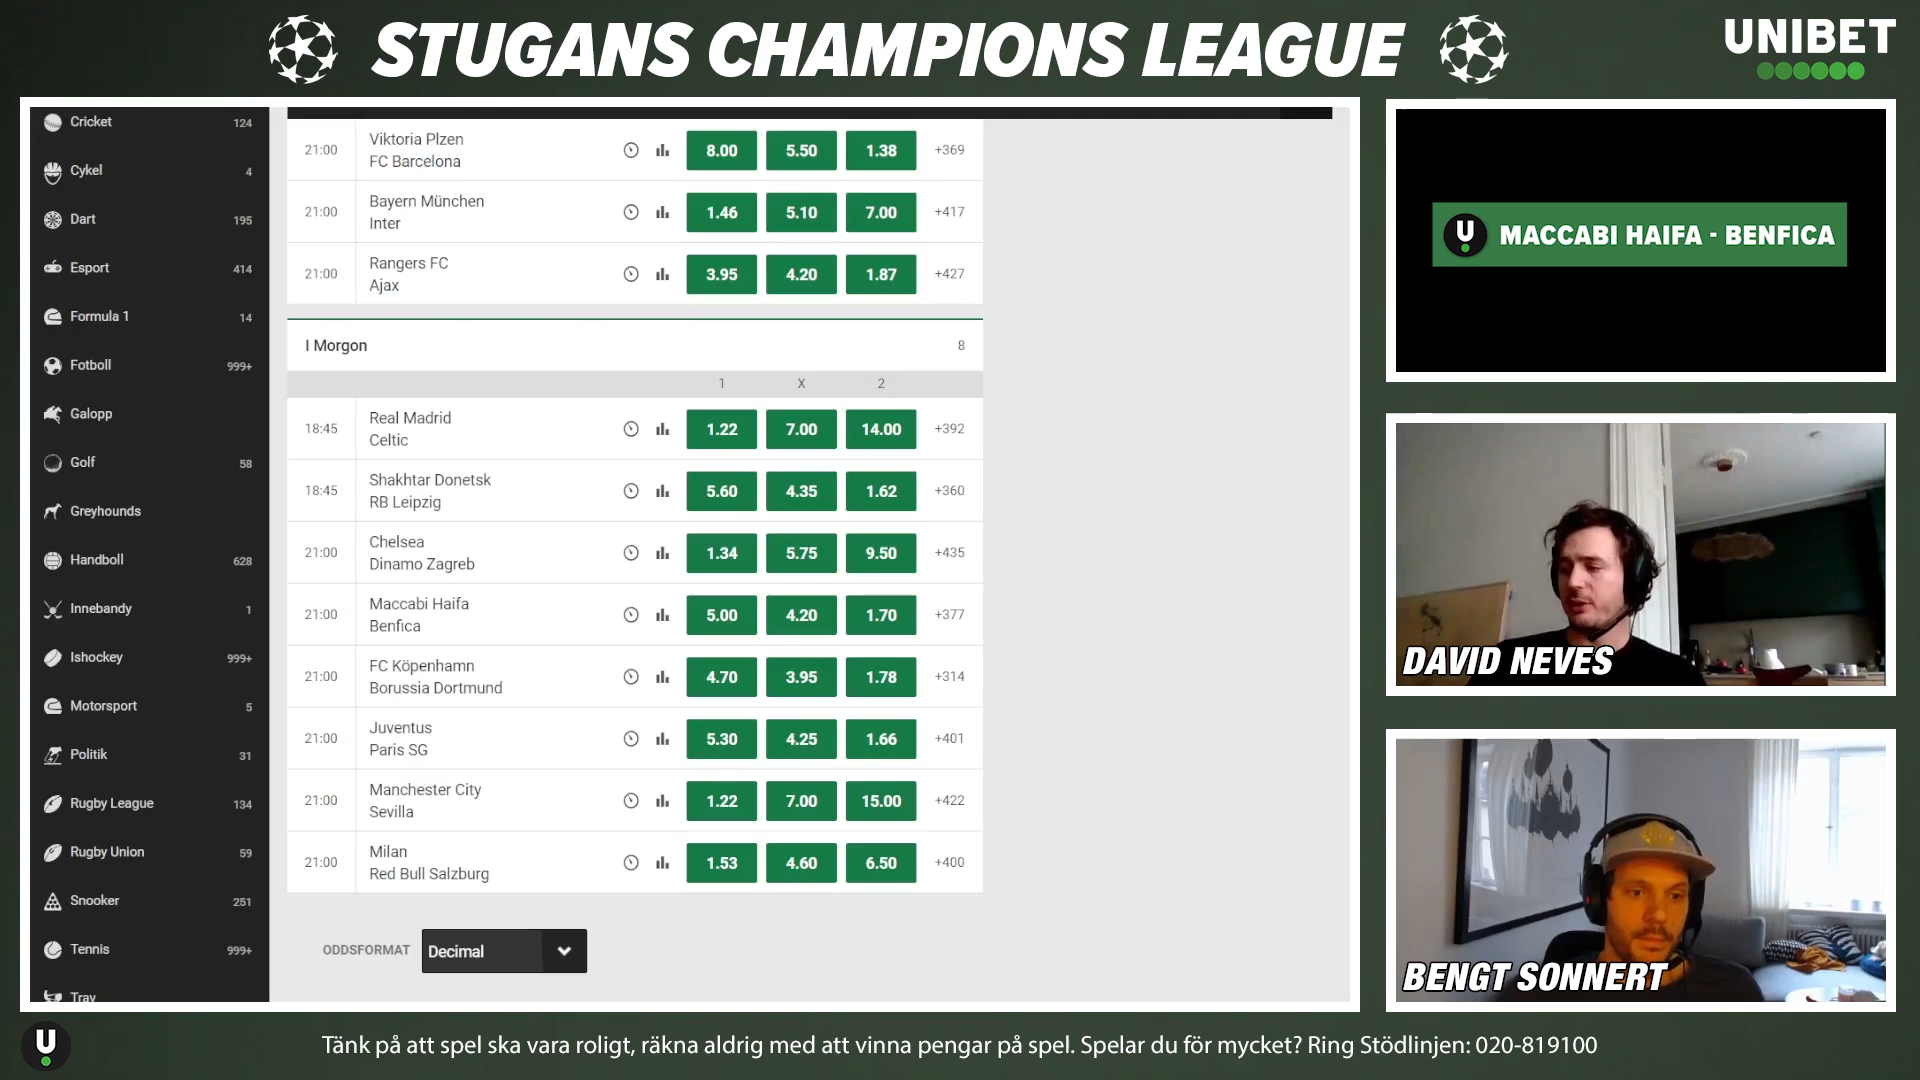 STUGANS CHAMPIONS LEAGUE
UNIBET
Cricket 124
Cykel 4
Dart 195
Esport 414
Formula 1 14
Fotboll 999+
Galopp
Golf 58
Greyhounds
Handboll 628
Innebandy 1
Ishockey 999+
Motorsport 5
Politik 31
Rugby League 134
Rugby Union 59
Snooker 251
Tennis 999+
Trav
21:00 Viktoria Plzen 8.00 5.50 1.38 +369
FC Barcelona
21:00 Bayern München 1.46 5.10 7.00 +417
Inter
21:00 Rangers FC 3.95 4.20 1.87 +427
Ajax
I Morgon 8
1 X 2
18:45 Real Madrid 1.22 7.00 14.00 +392
Celtic
18:45 Shakhtar Donetsk 5.60 4.35 1.62 +360
RB Leipzig
21:00 Chelsea 1.34 5.75 9.50 +435
Dinamo Zagreb
21:00 Maccabi Haifa 5.00 4.20 1.70 +377
Benfica
21:00 FC Köpenhamn 4.70 3.95 1.78 +314
Borussia Dortmund
21:00 Juventus 5.30 4.25 1.66 +401
Paris SG
21:00 Manchester City 1.22 7.00 15.00 +422
Sevilla
21:00 Milan 1.53 4.60 6.50 +400
Red Bull Salzburg
ODDSFORMAT Decimal
U MACCABI HAIFA - BENFICA
DAVID NEVES
BENGT SONNERT
U
Tänk på att spel ska vara roligt, räkna aldrig med att vinna pengar på spel. Spelar du för mycket? Ring Stödlinjen: 020-819100